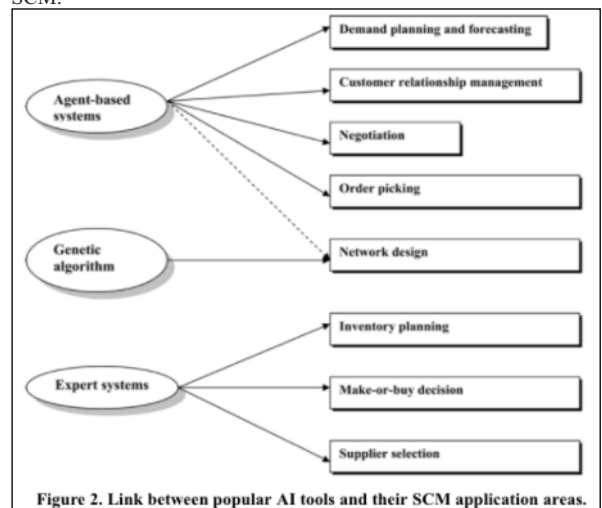 SCM.
Demand planning and forecasting
Customer relationship management
Agent-based
systems
Negotiation
Order picking
Genetic
algorithm
Network design
Inventory planning
Expert systems
Make-or-buy decision
Supplier selection
Figure 2. Link between popular AI tools and their SCM application areas.